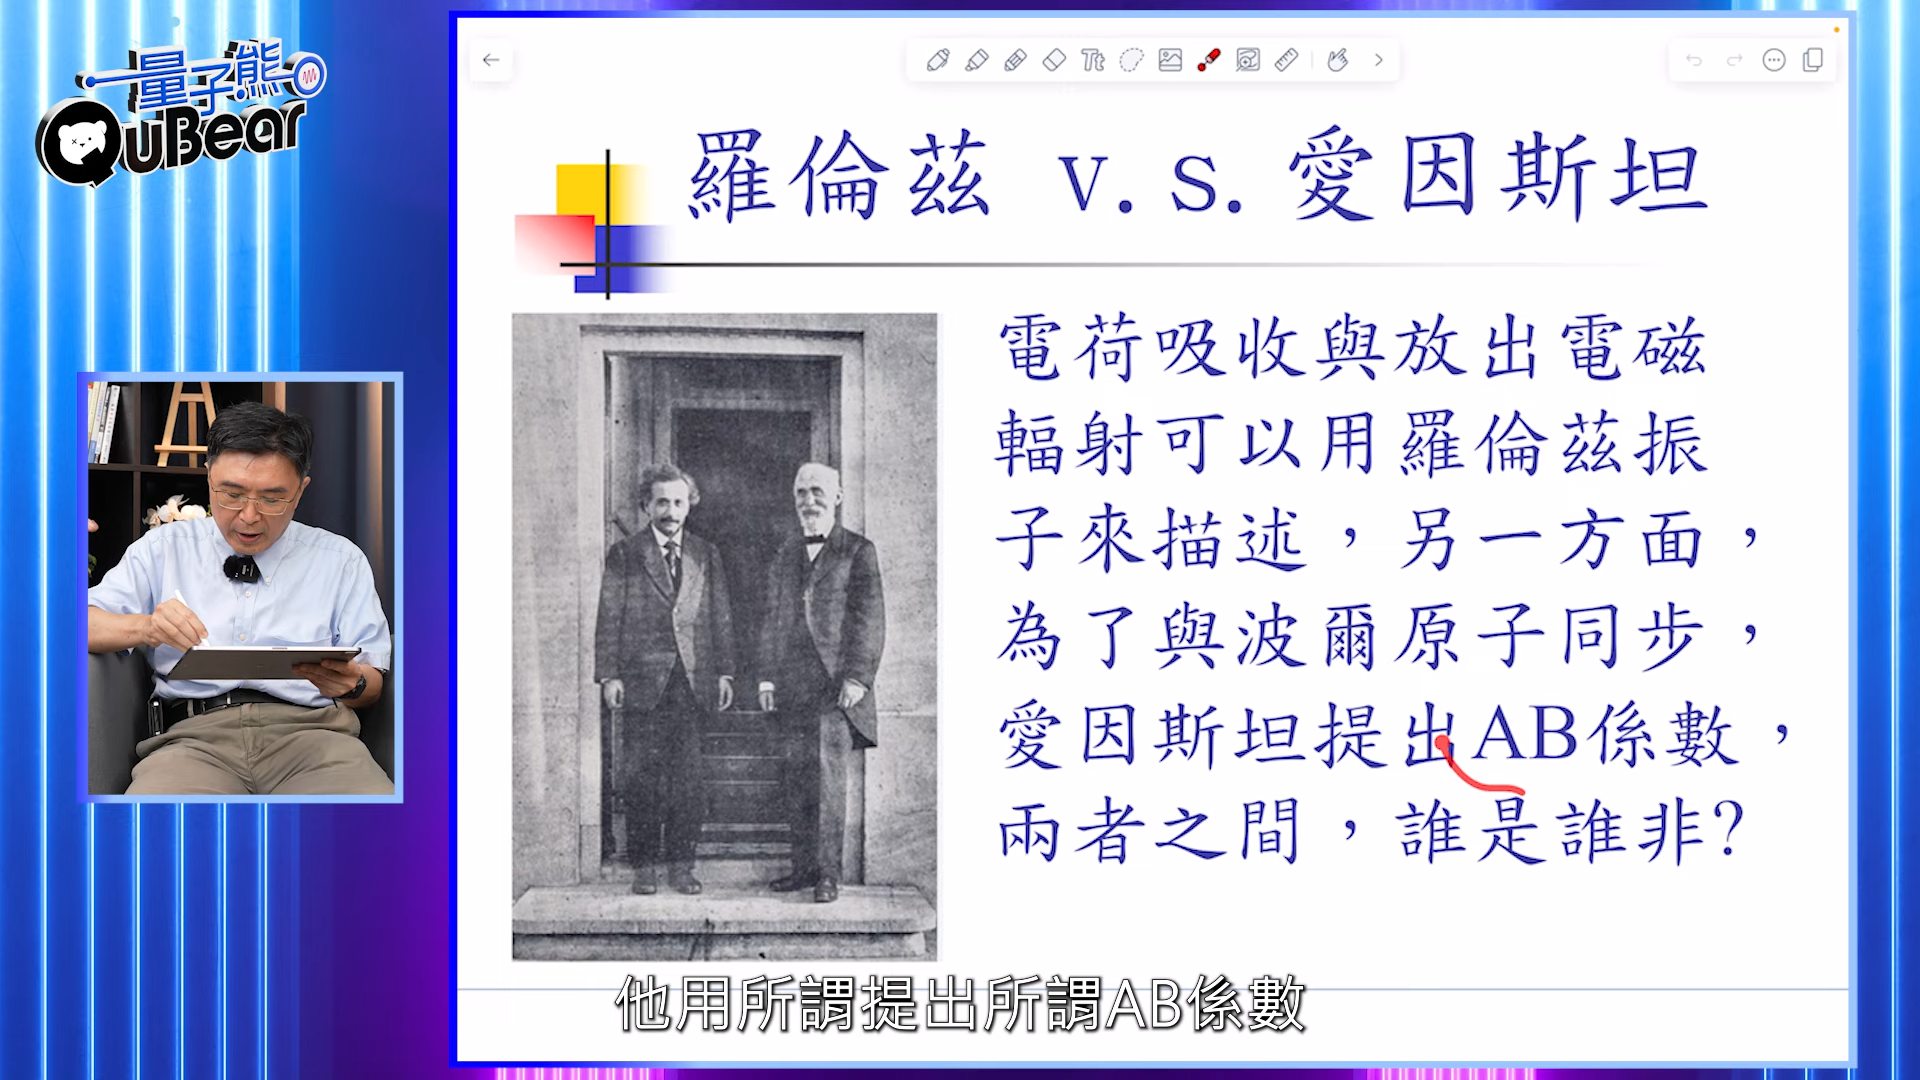 量子熊
QuBear
Tt
羅倫茲 v.s.愛因斯坦
電荷吸收與放出電磁
輻射可以用羅倫茲振
子來描述，另一方面，
為了與波爾原子同步，
愛因斯坦提出AB係數，
兩者之間，誰是誰非?
他用所謂提出所謂AB係數